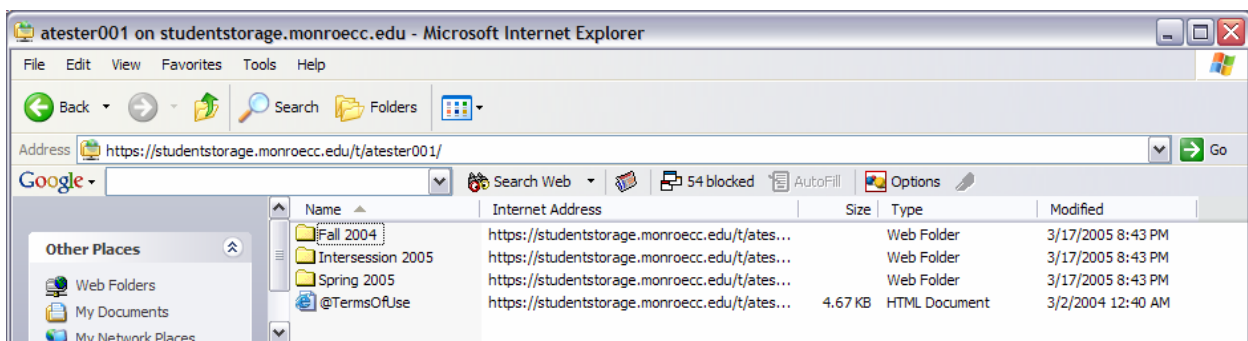 atester001 on studentstorage.monroecc.edu - Microsoft Internet Explorer
File Edit View Favorites Tools Help
Back Search Folders
Address https://studentstorage.monroecc.edu/t/atester001/ Go
Google Search Web 54 blocked AutoFill Options
Name Internet Address Size Type Modified
Fall 2004 https://studentstorage.monroecc.edu/t/ates... Web Folder 3/17/2005 8:43 PM
Other Places
Intersession 2005 https://studentstorage.monroecc.edu/t/ates... Web Folder 3/17/2005 8:43 PM
Spring 2005 https://studentstorage.monroecc.edu/t/ates... Web Folder 3/17/2005 8:43 PM
Web Folders
@TermsOfUse https://studentstorage.monroecc.edu/t/ates... 4.67 KB HTML Document 3/2/2004 12:40 AM
My Documents
My Network Places